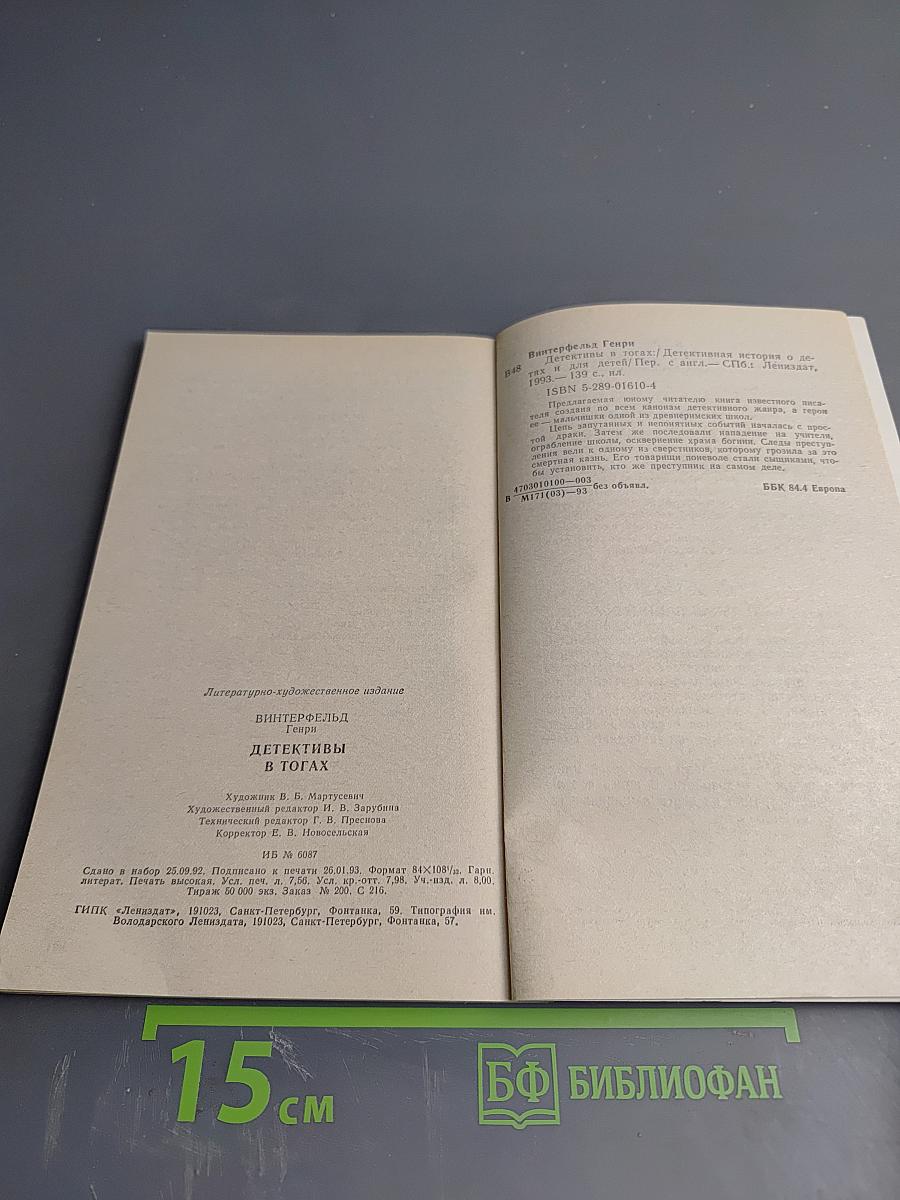 Литературно-художественное издание
ВИНТЕРФЕЛЬД
Генри
ДЕТЕКТИВЫ
В ТОГАХ
Художник В. Б. Мартусевич
Художественный редактор И. В. Зарубина
Технический редактор Г. В. Преснова
Корректор Е. В. Новосельская
ИБ № 6087
Сдано в набор 25.09.92. Подписано к печати 26.01.93. Формат 84×108¹/₃₂. Гарн.
литерат. Печать высокая. Усл. печ. л. 7,56. Усл. кр.-отт. 7,98. Уч.-изд. л. 8,00.
Тираж 50 000 экз. Заказ № 200. С 216.
ГИПК «Лениздат», 191023, Санкт-Петербург, Фонтанка, 59. Типография им.
Володарского Лениздата, 191023, Санкт-Петербург, Фонтанка, 57.
Винтерфельд Генри
В48 Детективы в тогах:/Детективная история о де-
тях и для детей/Пер. с англ.— СПб.: Лениздат,
1993.— 139 с., ил.
ISBN 5-289-01610-4
Предлагаемая юному читателю книга известного писа-
теля создана по всем канонам детективного жанра, а герои
ее — мальчишки одной из древнеримских школ.
Цепь запутанных и непонятных событий началась с прос-
той драки. Затем же последовали нападение на учителя,
ограбление школы, осквернение храма богини. Следы преступ-
ления вели к одному из сверстников, которому грозила за это
смертная казнь. Его товарищи поневоле стали сыщиками, что-
бы установить, кто же преступник на самом деле.
В 4703010100—003
М171(03)—93 без объявл.
ББК 84.4 Европа
15 см
БФ БИБЛИОФАН